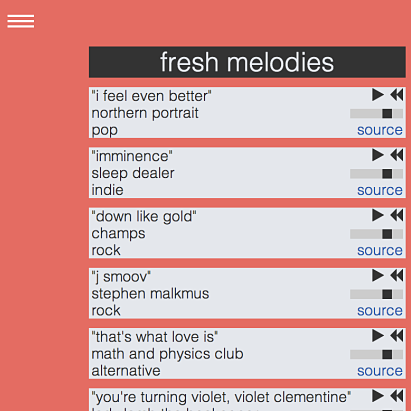 fresh melodies
"i feel even better"
northern portrait
pop
source
"imminence"
sleep dealer
indie
source
"down like gold"
champs
rock
source
"j smoov"
stephen malkmus
rock
source
"that's what love is"
math and physics club
alternative
source
"you're turning violet, violet clementine"